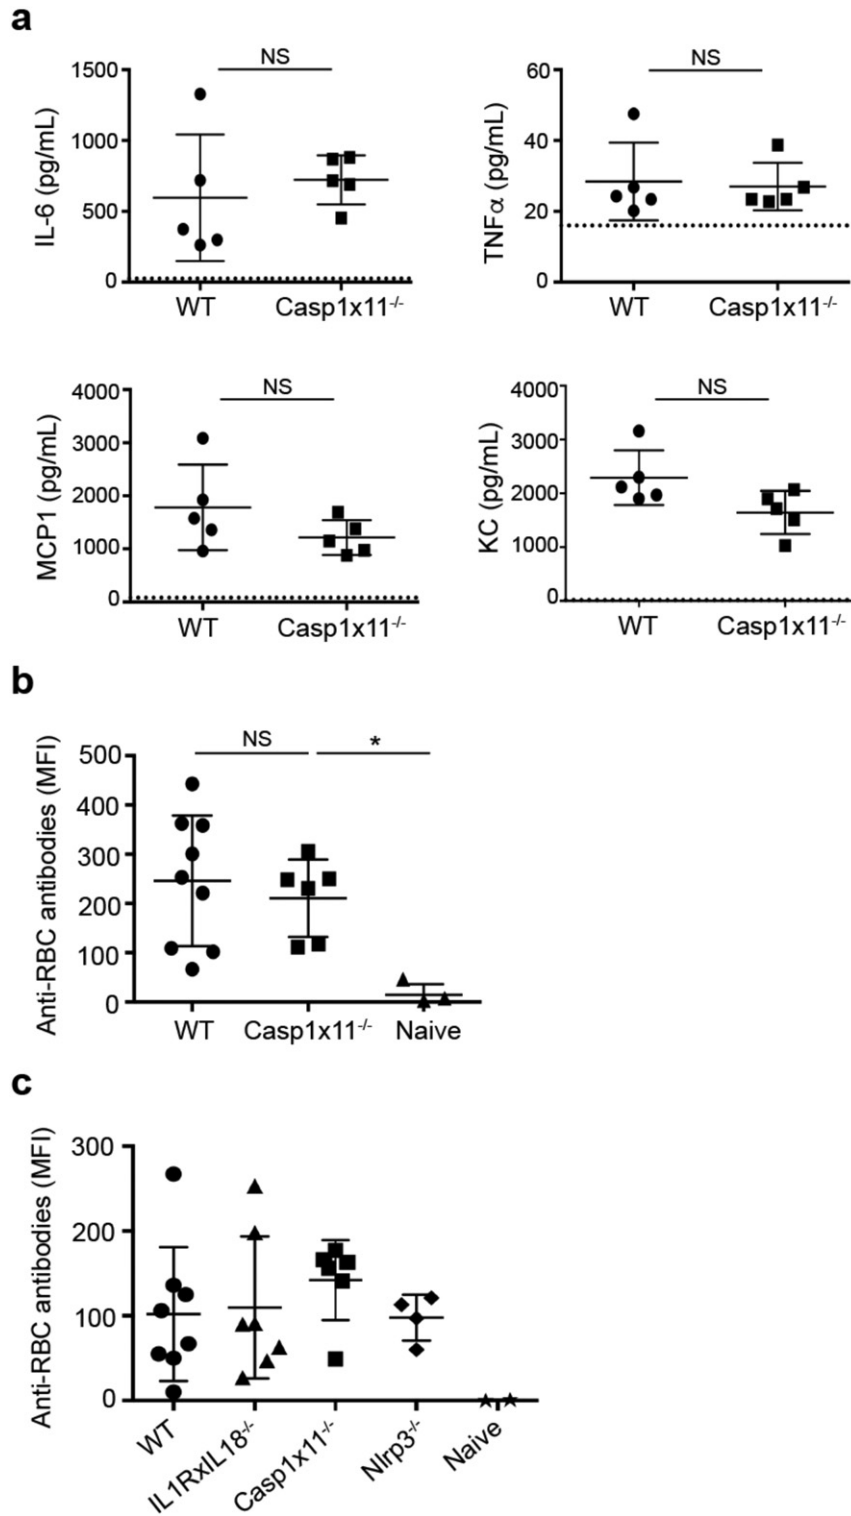 a
NS
IL-6 (pg/mL)
1500
1000
500
0
WT Casp1x11-/-
NS
TNFα (pg/mL)
60
40
20
0
WT Casp1x11-/-
NS
MCP1 (pg/mL)
4000
3000
2000
1000
0
WT Casp1x11-/-
NS
KC (pg/mL)
4000
3000
2000
1000
0
WT Casp1x11-/-
b
NS *
Anti-RBC antibodies (MFI)
500
400
300
200
100
0
WT Casp1x11-/- Naive
c
Anti-RBC antibodies (MFI)
300
200
100
0
WT
IL1RxIL18-/-
Casp1x11-/-
Nlrp3-/-
Naive